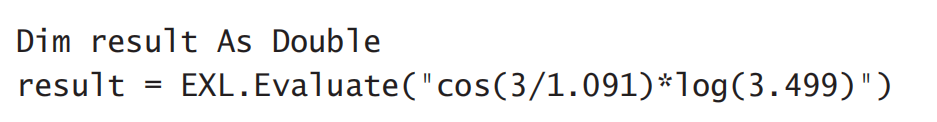 Dim result As Double
result = EXL.Evaluate("cos(3/1.091)*log(3.499)")